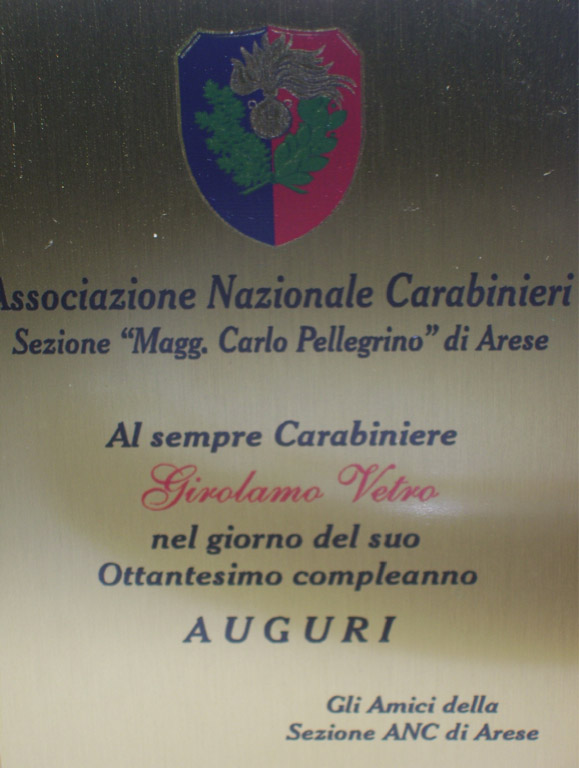 Associazione Nazionale Carabinieri
Sezione “Magg. Carlo Pellegrino” di Arese
Al sempre Carabiniere
Girolamo Vetro
nel giorno del suo
Ottantesimo compleanno
AUGURI
Gli Amici della
Sezione ANC di Arese